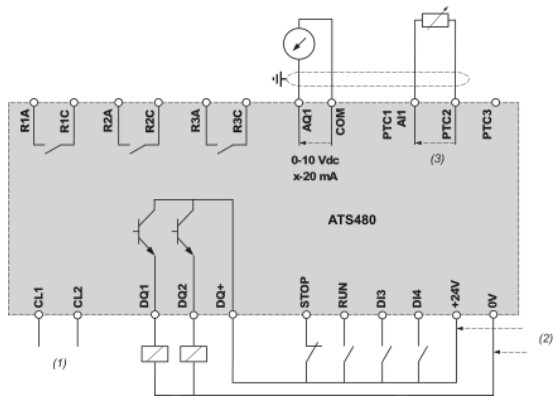 R1A
R1C
R2A
R2C
R3A
R3C
AQ1
COM
PTC1
AI1
PTC2
PTC3
0-10 Vdc
x-20 mA
(3)
ATS480
CL1
CL2
DQ1
DQ2
DQ+
STOP
RUN
DI3
DI4
+24V
0V
(1)
(2)